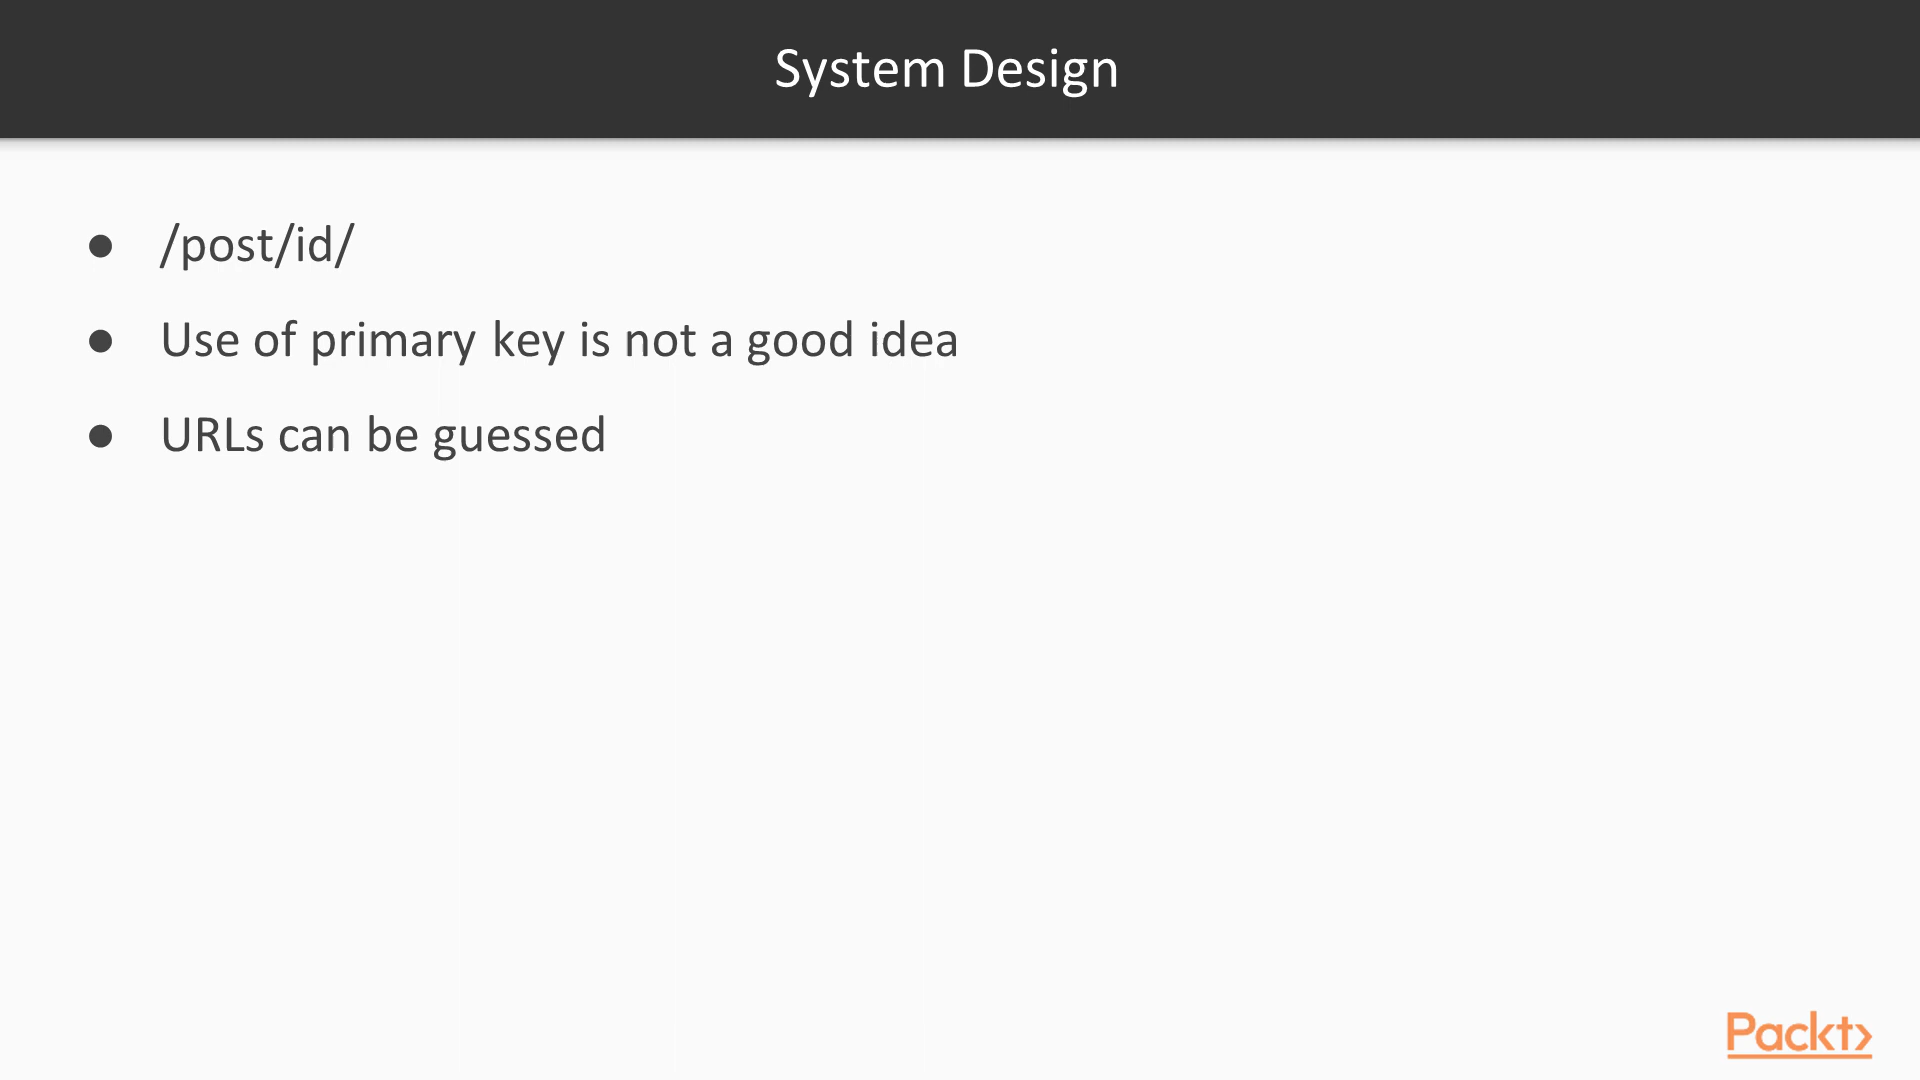 System Design
● /post/id/
● Use of primary key is not a good idea
● URLs can be guessed
Packt>